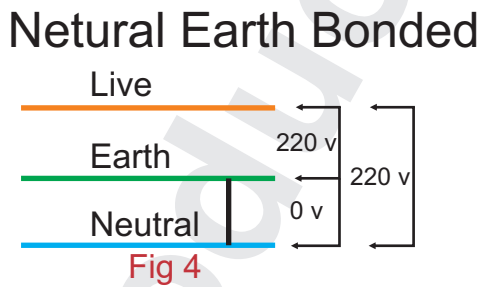 Netural Earth Bonded
Live
220 v
Earth
220 v
0 v
Neutral
Fig 4